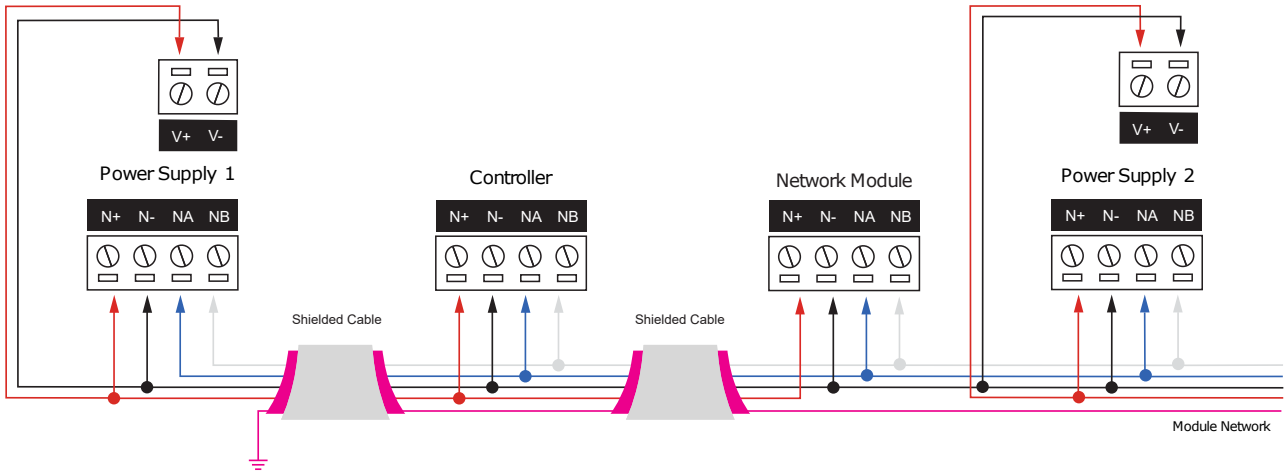 V+ V-
V+ V-
Power Supply 1
Controller
Network Module
Power Supply 2
N+ N- NA NB
N+ N- NA NB
N+ N- NA NB
N+ N- NA NB
Shielded Cable
Shielded Cable
Module Network